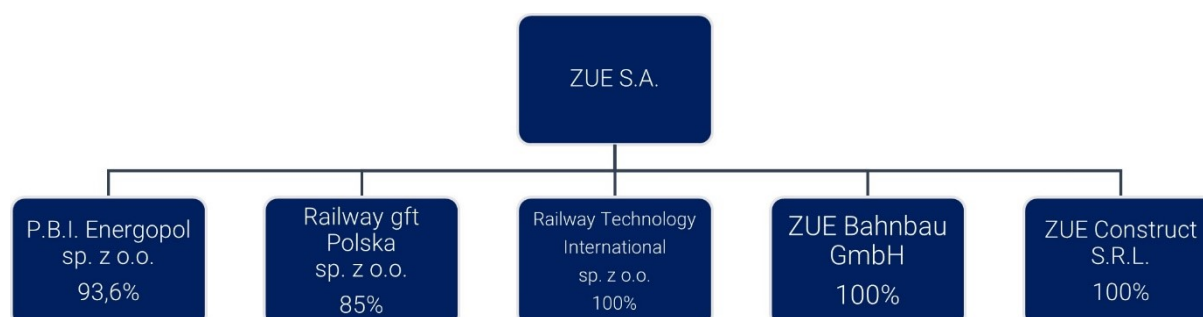 ZUE S.A.
P.B.I. Energopol
sp. z o.o.
93,6%
Railway gft
Polska
sp. z o.o.
85%
Railway Technology
International
sp. z o.o.
100%
ZUE Bahnbau
GmbH
100%
ZUE Construct
S.R.L.
100%